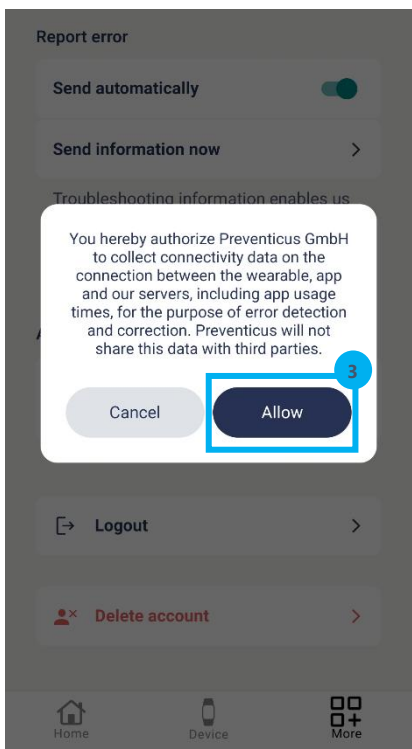 Report error
Send automatically
Send information now
Troubleshooting information enables us
You hereby authorize Preventicus GmbH
to collect connectivity data on the
connection between the wearable, app
and our servers, including app usage
times, for the purpose of error detection
and correction. Preventicus will not
share this data with third parties.
3
Cancel
Allow
Logout
Delete account
Home
Device
More